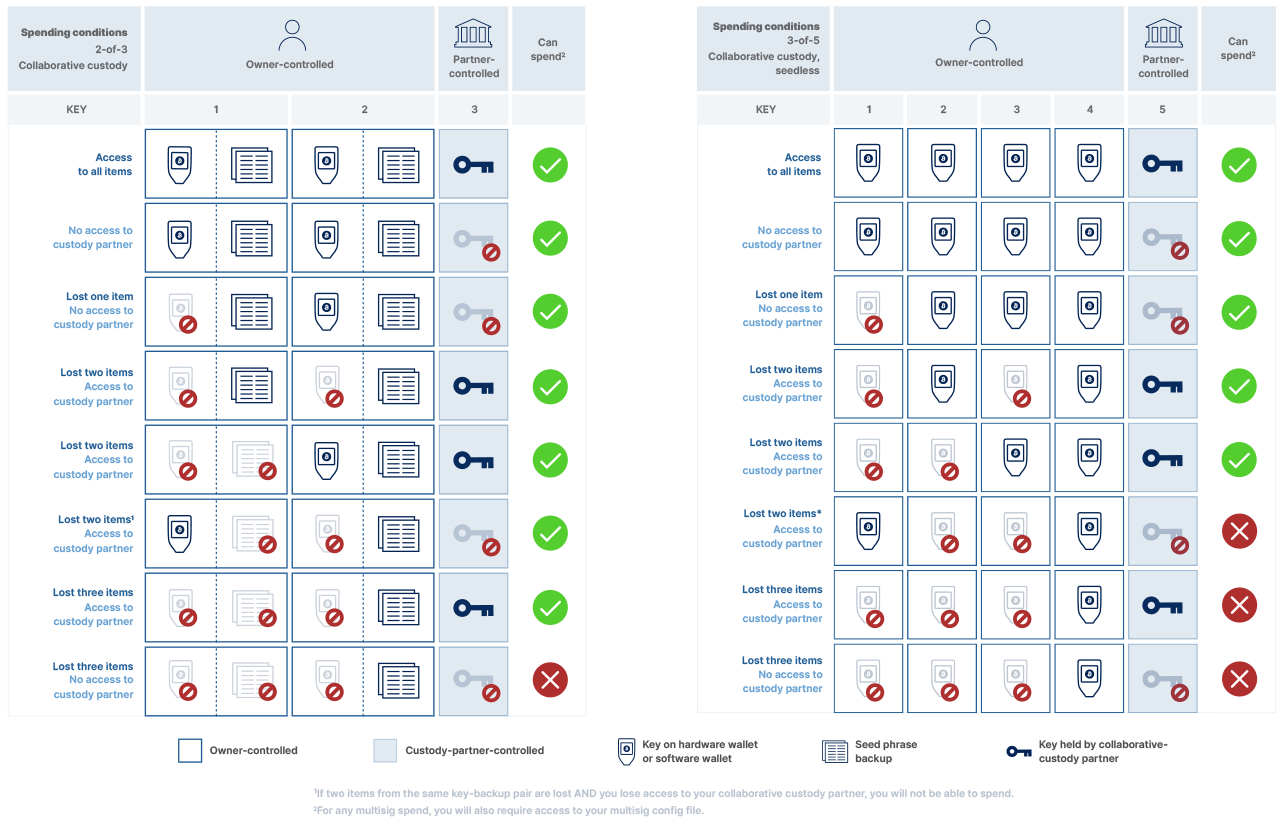 Spending conditions
2-of-3
Collaborative custody
Owner-controlled
Partner-
controlled
Can
spend²
KEY
1
2
3
Access
to all items
No access to
custody partner
Lost one item
No access to
custody partner
Lost two items
Access to
custody partner
Lost two items
Access to
custody partner
Lost two items¹
Access to
custody partner
Lost three items
Access to
custody partner
Lost three items
No access to
custody partner
Spending conditions
3-of-5
Collaborative custody,
seedless
Owner-controlled
Partner-
controlled
Can
spend²
KEY
1
2
3
4
5
Access
to all items
No access to
custody partner
Lost one item
No access to
custody partner
Lost two items
Access to
custody partner
Lost two items
Access to
custody partner
Lost two items*
Access to
custody partner
Lost three items
Access to
custody partner
Lost three items
No access to
custody partner
Owner-controlled
Custody-partner-controlled
Key on hardware wallet
or software wallet
Seed phrase
backup
Key held by collaborative-
custody partner
¹If two items from the same key-backup pair are lost AND you lose access to your collaborative custody partner, you will not be able to spend.
²For any multisig spend, you will also require access to your multisig config file.